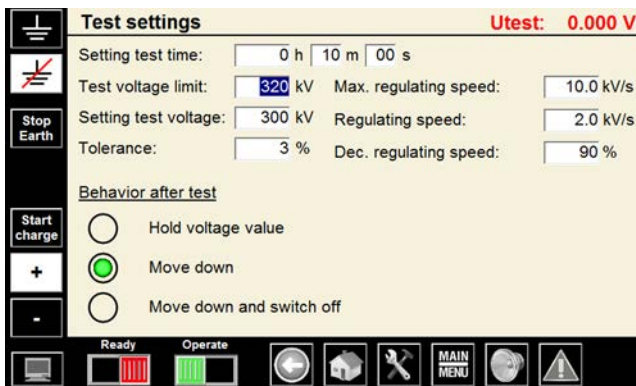 Test settings Utest: 0.000 V
Setting test time: 0 h 10 m 00 s
Test voltage limit: 320 kV Max. regulating speed: 10.0 kV/s
Setting test voltage: 300 kV Regulating speed: 2.0 kV/s
Tolerance: 3 % Dec. regulating speed: 90 %
Behavior after test
Hold voltage value
Move down
Move down and switch off
Stop
Earth
Start
charge
+
-
Ready Operate
MAIN
MENU